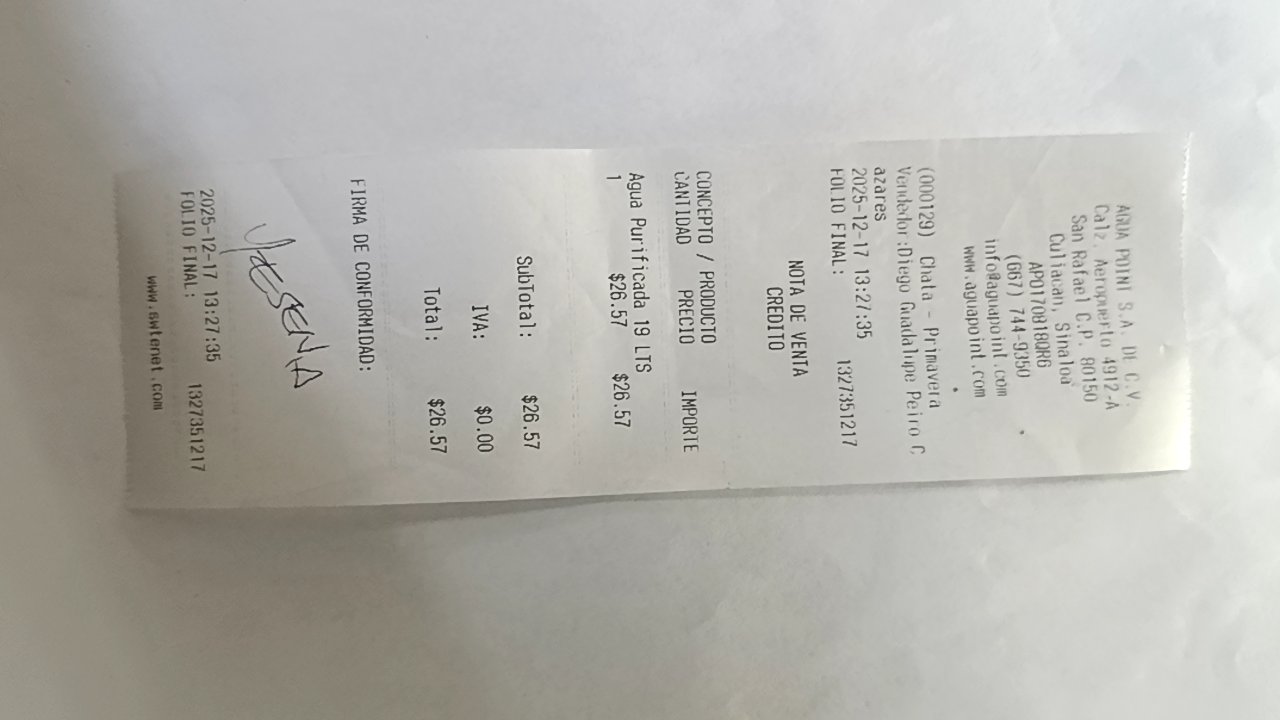 AGUA POINT S.A. DE C.V.
Calz. Aeropuerto 4912-A
San Rafael C.P. 80150
Culiacan, Sinaloa
APO170818QR6
(667) 744-9350
info@aguapoint.com
www.aguapoint.com
(000129) Chata - Primavera
Vendedor:Diego Guadalupe Peiro C
azares
2025-12-17 13:27:35
FOLIO FINAL: 1327351217
NOTA DE VENTA
CREDITO
CONCEPTO / PRODUCTO
CANTIDAD PRECIO IMPORTE
Agua Purificada 19 LTS
1 $26.57 $26.57
SubTotal: $26.57
IVA: $0.00
Total: $26.57
FIRMA DE CONFORMIDAD:
YESENA
2025-12-17 13:27:35
FOLIO FINAL: 1327351217
www.swtenet.com